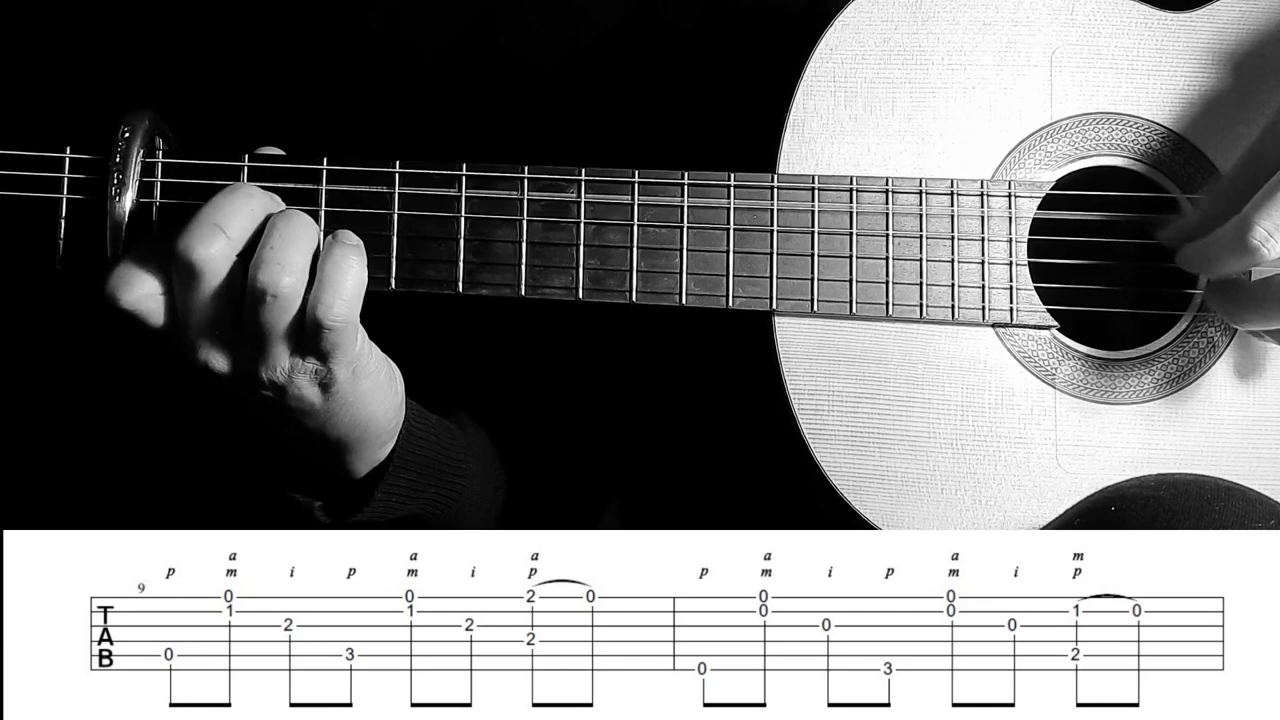 a a a a a m
p m i p m i p p m i p m i p
9
T 0 0 2 0 0 0
1 1 0 0 1 0
A 2 2 0 0
B 2
0 3 2
0 3